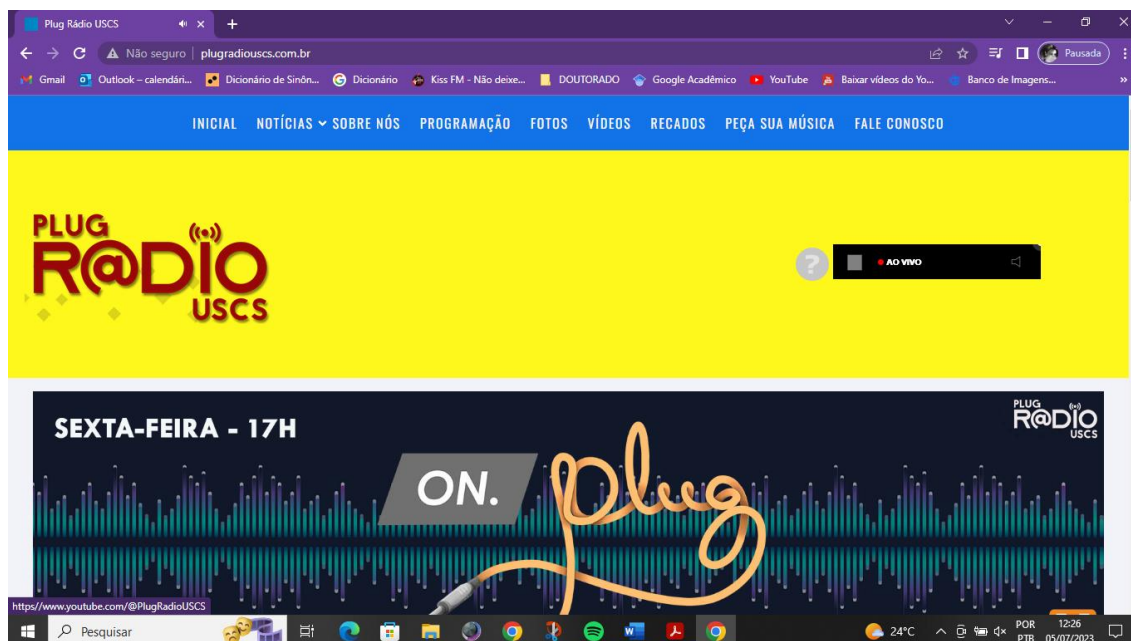 Plug Rádio USCS
Não seguro | plugradiouscs.com.br
Pausada
Gmail Outlook – calendári... Dicionário de Sinôn... Dicionário Kiss FM - Não deixe... DOUTORADO Google Acadêmico YouTube Baixar vídeos do Yo... Banco de Imagens... »
INICIAL NOTÍCIAS SOBRE NÓS PROGRAMAÇÃO FOTOS VÍDEOS RECADOS PEÇA SUA MÚSICA FALE CONOSCO
PLUG
R@DIO
USCS
? AO VIVO
SEXTA-FEIRA - 17H
PLUG
R@DIO
USCS
ON. plug
https//www.youtube.com/@PlugRadioUSCS
Pesquisar
24°C
POR
PTB
12:26
05/07/2023